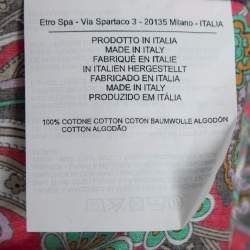 Etro Spa - Via Spartaco 3 - 20135 Milano - ITALIA
PRODOTTO IN ITALIA
MADE IN ITALY
FABRIQUÉ EN ITALIE
IN ITALIEN HERGESTELLT
FABRICADO EN ITALIA
MADE IN ITALY
PRODUZIDO EM ITÁLIA
100% COTONE COTTON COTON BAUMWOLLE ALGODÓN
COTTON ALGODÃO